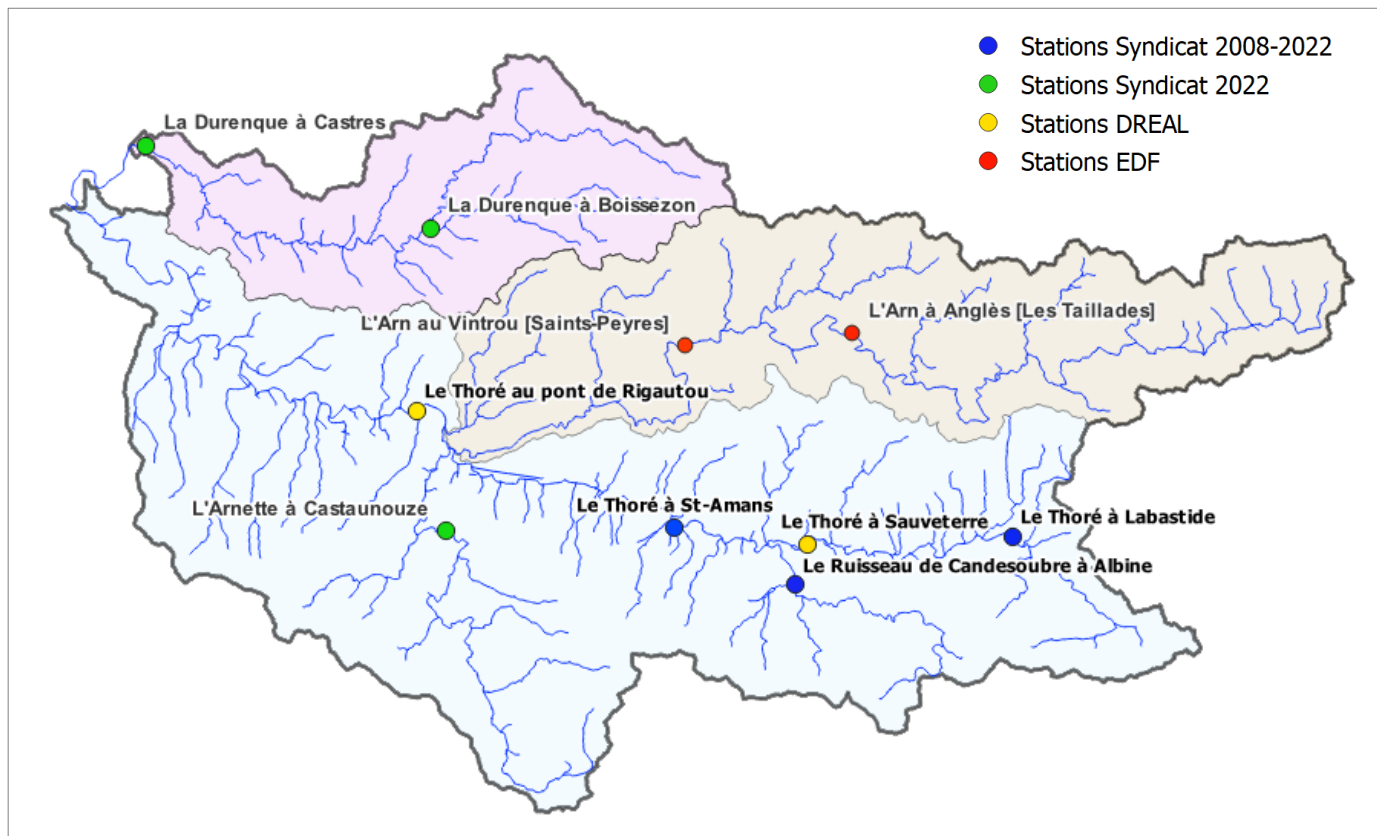 Stations Syndicat 2008-2022
Stations Syndicat 2022
Stations DREAL
Stations EDF
La Durenque à Castres
La Durenque à Boissezon
L'Arn à Anglès [Les Taillades]
L'Arn au Vintrou [Saints-Peyres]
Le Thoré au pont de Rigautou
L'Arnette à Castaunouze
Le Thoré à St-Amans
Le Thoré à Sauveterre
Le Thoré à Labastide
Le Ruisseau de Candesoubre à Albine